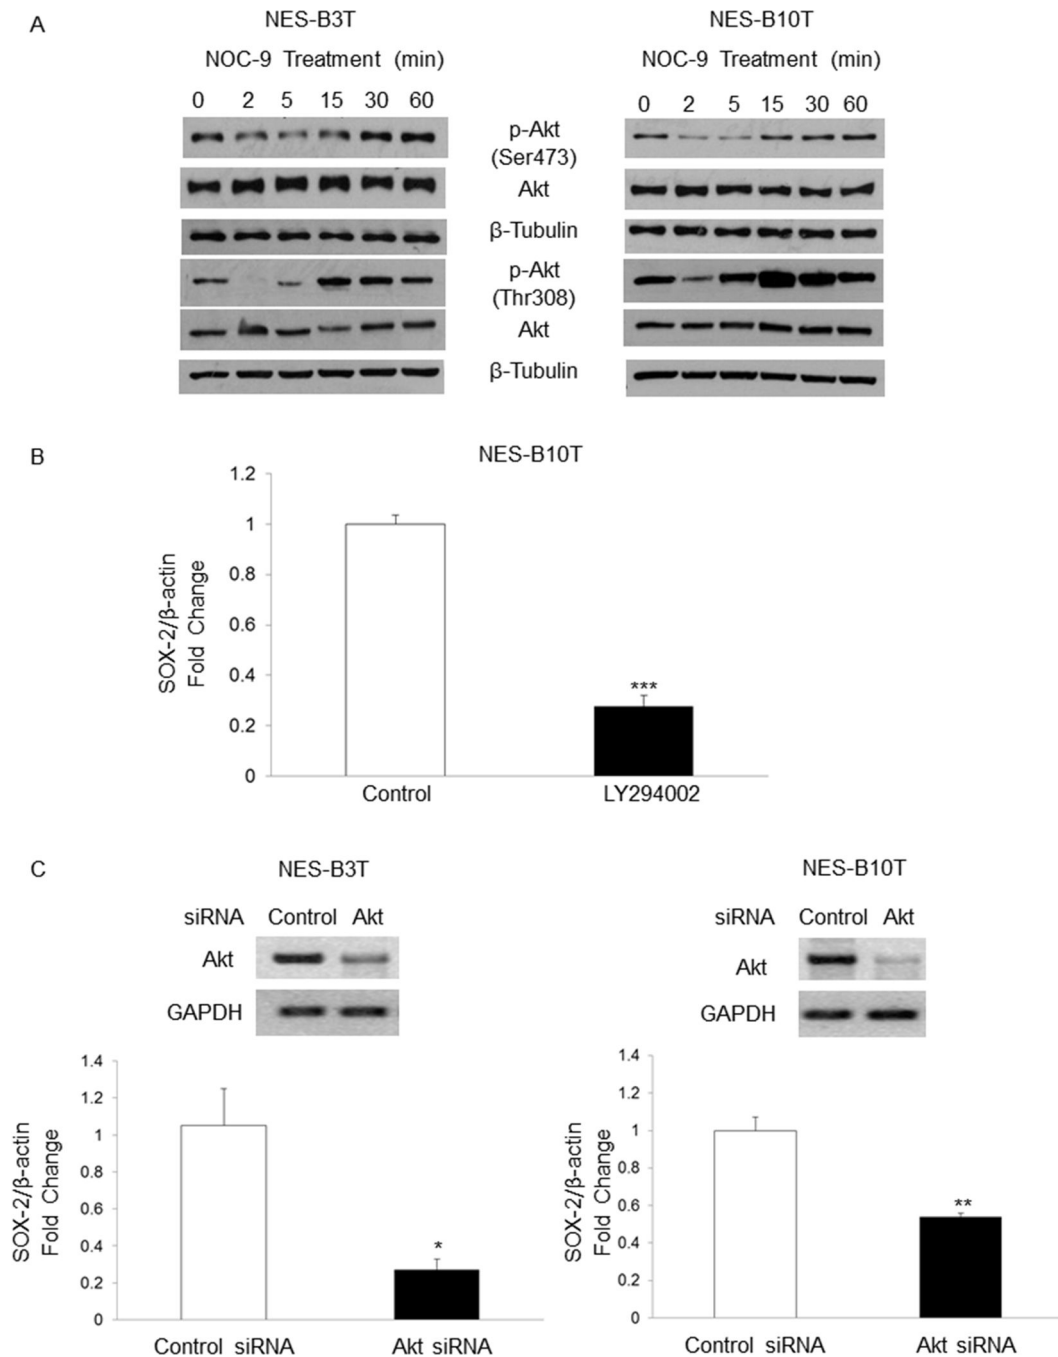 A
NES-B3T
NES-B10T
NOC-9 Treatment (min)
NOC-9 Treatment (min)
0 2 5 15 30 60
0 2 5 15 30 60
p-Akt
(Ser473)
Akt
β-Tubulin
p-Akt
(Thr308)
Akt
β-Tubulin
B
NES-B10T
SOX-2/β-actin
Fold Change
1.2
1
0.8
0.6
0.4
0.2
0
***
Control
LY294002
C
NES-B3T
siRNA Control Akt
Akt
GAPDH
SOX-2/β-actin
Fold Change
1.4
1.2
1
0.8
0.6
0.4
0.2
0
*
Control siRNA
Akt siRNA
NES-B10T
siRNA Control Akt
Akt
GAPDH
SOX-2/β-actin
Fold Change
1.4
1.2
1
0.8
0.6
0.4
0.2
0
**
Control siRNA
Akt siRNA